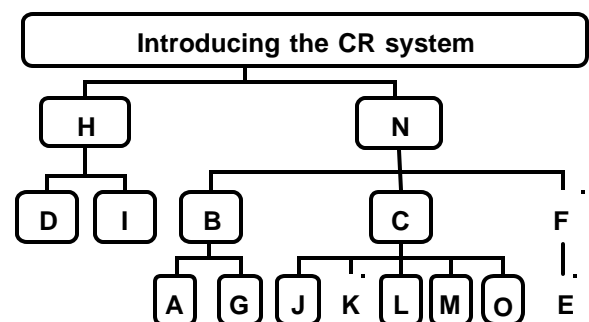 Introducing the CR system
H N
D I B C F
A G J K L M O E